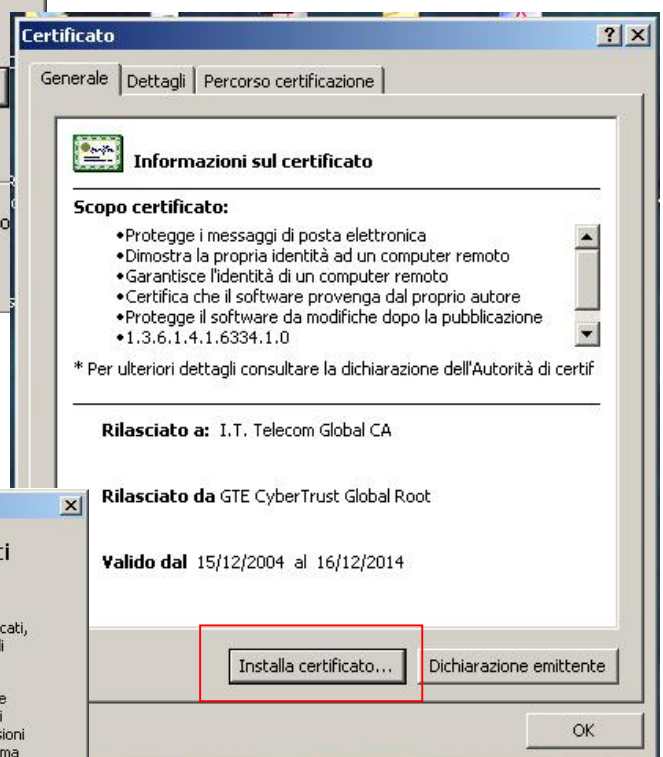 Certificato
Generale
Dettagli
Percorso certificazione
Informazioni sul certificato
Scopo certificato:
•Protegge i messaggi di posta elettronica
•Dimostra la propria identità ad un computer remoto
•Garantisce l'identità di un computer remoto
•Certifica che il software provenga dal proprio autore
•Protegge il software da modifiche dopo la pubblicazione
•1.3.6.1.4.1.6334.1.0
* Per ulteriori dettagli consultare la dichiarazione dell'Autorità di certif
Rilasciato a: I.T. Telecom Global CA
Rilasciato da GTE CyberTrust Global Root
Valido dal 15/12/2004 al 16/12/2014
Installa certificato...
Dichiarazione emittente
OK